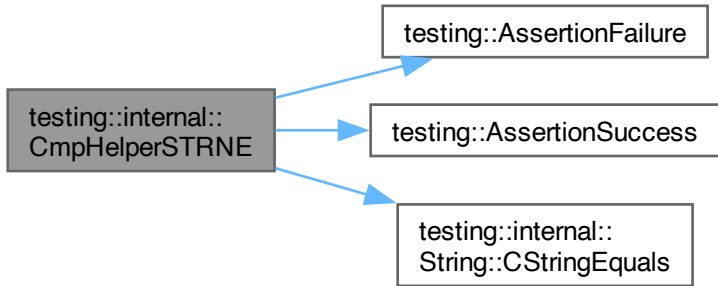 testing::AssertionFailure
testing::internal::
CmpHelperSTRNE
testing::AssertionSuccess
testing::internal::
String::CStringEquals